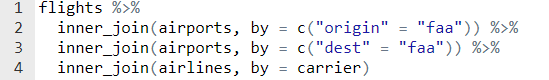 1 flights %>%
2 inner_join(airports, by = c("origin" = "faa")) %>%
3 inner_join(airports, by = c("dest" = "faa")) %>%
4 inner_join(airlines, by = carrier)